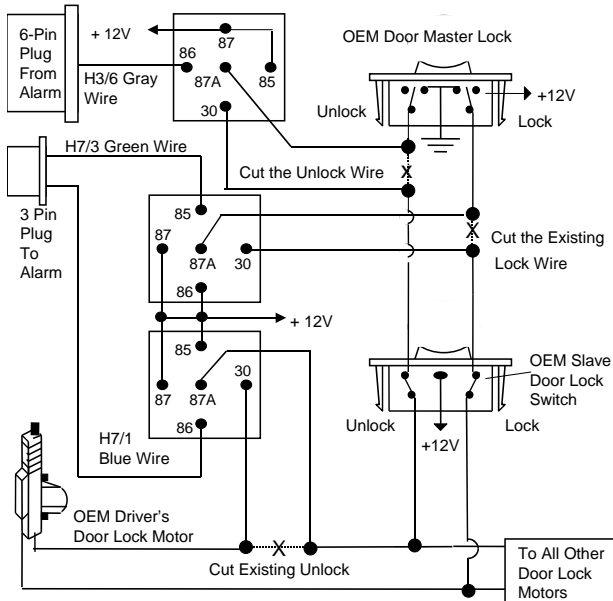 6-Pin
Plug
From
Alarm
+ 12V
86
87
87A
85
30
H3/6 Gray
Wire
OEM Door Master Lock
Unlock
+12V
Lock
H7/3 Green Wire
Cut the Unlock Wire
3 Pin
Plug
To
Alarm
85
87
87A
30
86
Cut the Existing
Lock Wire
+ 12V
85
30
87
87A
86
H7/1
Blue Wire
OEM Slave
Door Lock
Switch
Unlock
+12V
Lock
OEM Driver's
Door Lock Motor
X
X
X
Cut Existing Unlock
To All Other
Door Lock
Motors